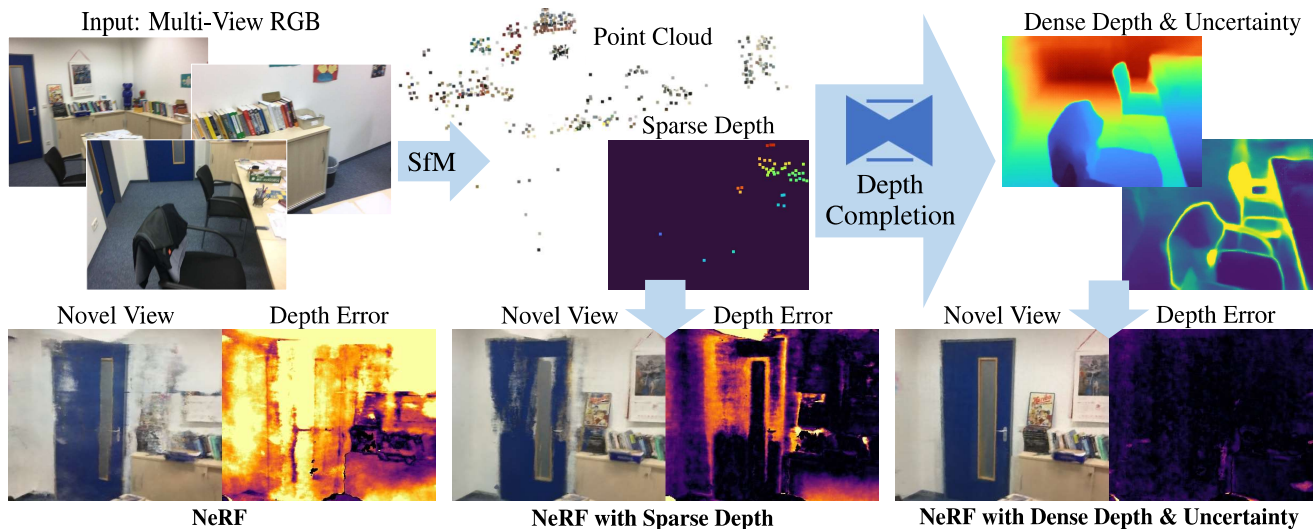 Input: Multi-View RGB
Point Cloud
Dense Depth & Uncertainty
SfM
Sparse Depth
Depth
Completion
Novel View
Depth Error
Novel View
Depth Error
Novel View
Depth Error
NeRF
NeRF with Sparse Depth
NeRF with Dense Depth & Uncertainty